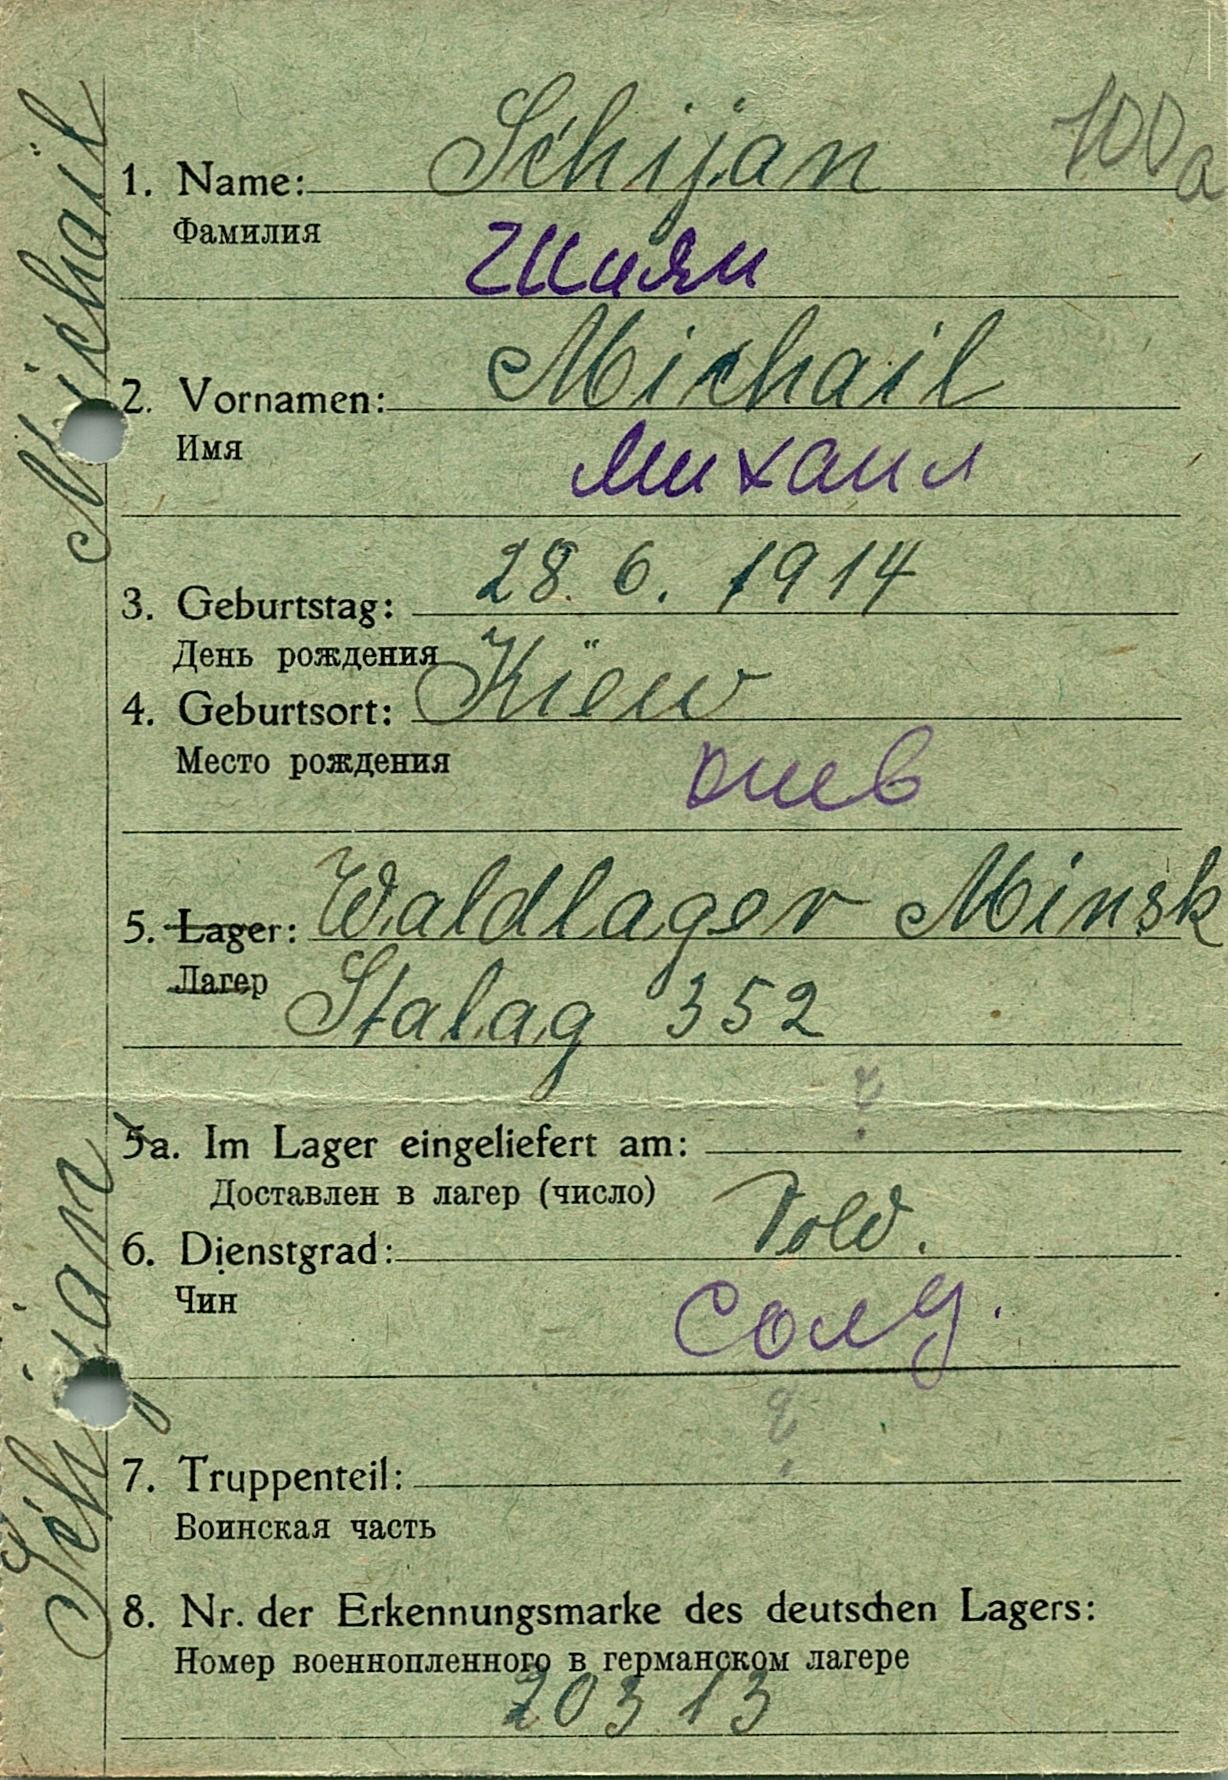 100a
1. Name: Schijan
Фамилия
Шиян
2. Vornamen: Michail
Имя
Михаил
3. Geburtstag: 28. 6. 1914
День рождения
4. Geburtsort: Kiew
Место рождения
киев
5. Lager: Waldlager Minsk
Лагер Stalag 352
?
5a. Im Lager eingeliefert am:
Доставлен в лагер (число)
6. Dienstgrad: Sold.
Чин
Солд.
?
7. Truppenteil:
Воинская часть
8. Nr. der Erkennungsmarke des deutschen Lagers:
Номер военнопленного в германском лагере
20313
Schijan Michail